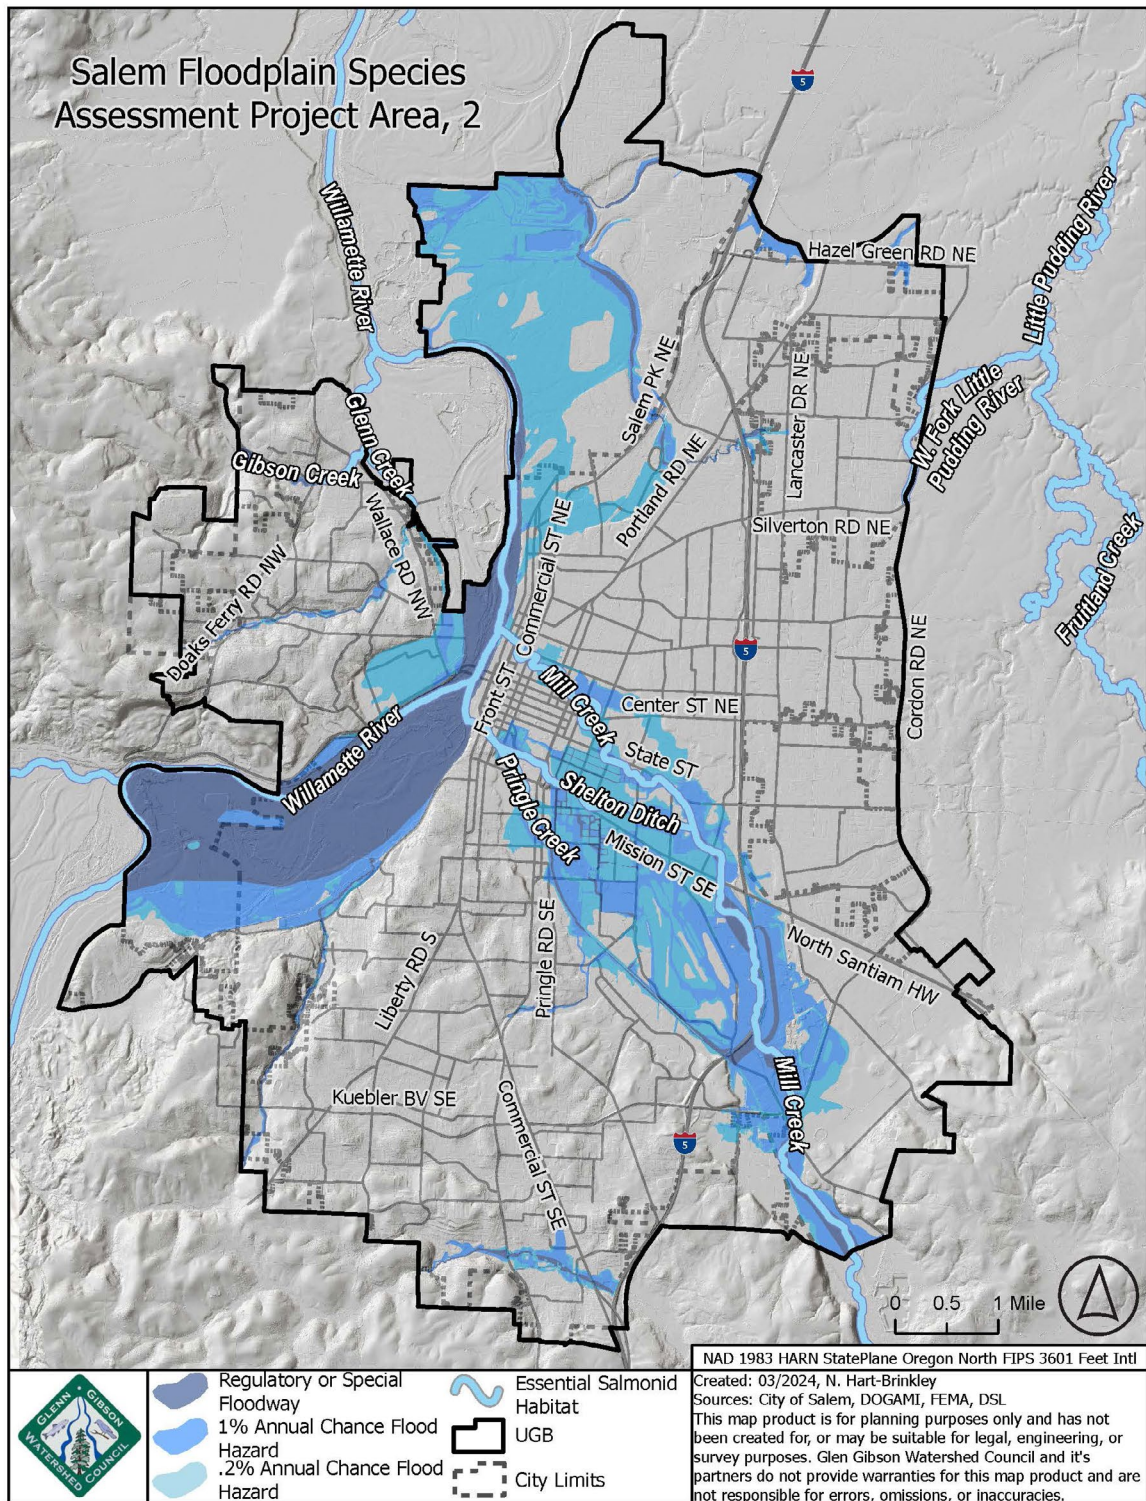 Salem Floodplain Species
Assessment Project Area, 2
5
Willamette River
Little Pudding River
Hazel Green RD NE
Salem PK NE
Lancaster DR NE
W. Fork Little
Pudding River
Glenn Creek
Gibson Creek
Portland RD NE
Silverton RD NE
Wallace RD NW
Commercial ST NE
Doaks Ferry RD NW
Fruitland Creek
Cordon RD NE
5
Front ST
Mill Creek
Center ST NE
Willamette River
State ST
Shelton Ditch
Pringle Creek
Mission ST SE
Pringle RD SE
Liberty RD S
North Santiam HW
Kuebler BV SE
Commercial ST SE
Mill Creek
5
0 0.5 1 Mile
NAD 1983 HARN StatePlane Oregon North FIPS 3601 Feet Intl
GLENN GIBSON
WATERSHED COUNCIL
Regulatory or Special
Floodway
1% Annual Chance Flood
Hazard
.2% Annual Chance Flood
Hazard
Essential Salmonid
Habitat
UGB
City Limits
Created: 03/2024, N. Hart-Brinkley
Sources: City of Salem, DOGAMI, FEMA, DSL
This map product is for planning purposes only and has not
been created for, or may be suitable for legal, engineering, or
survey purposes. Glen Gibson Watershed Council and it's
partners do not provide warranties for this map product and are
not responsible for errors, omissions, or inaccuracies.